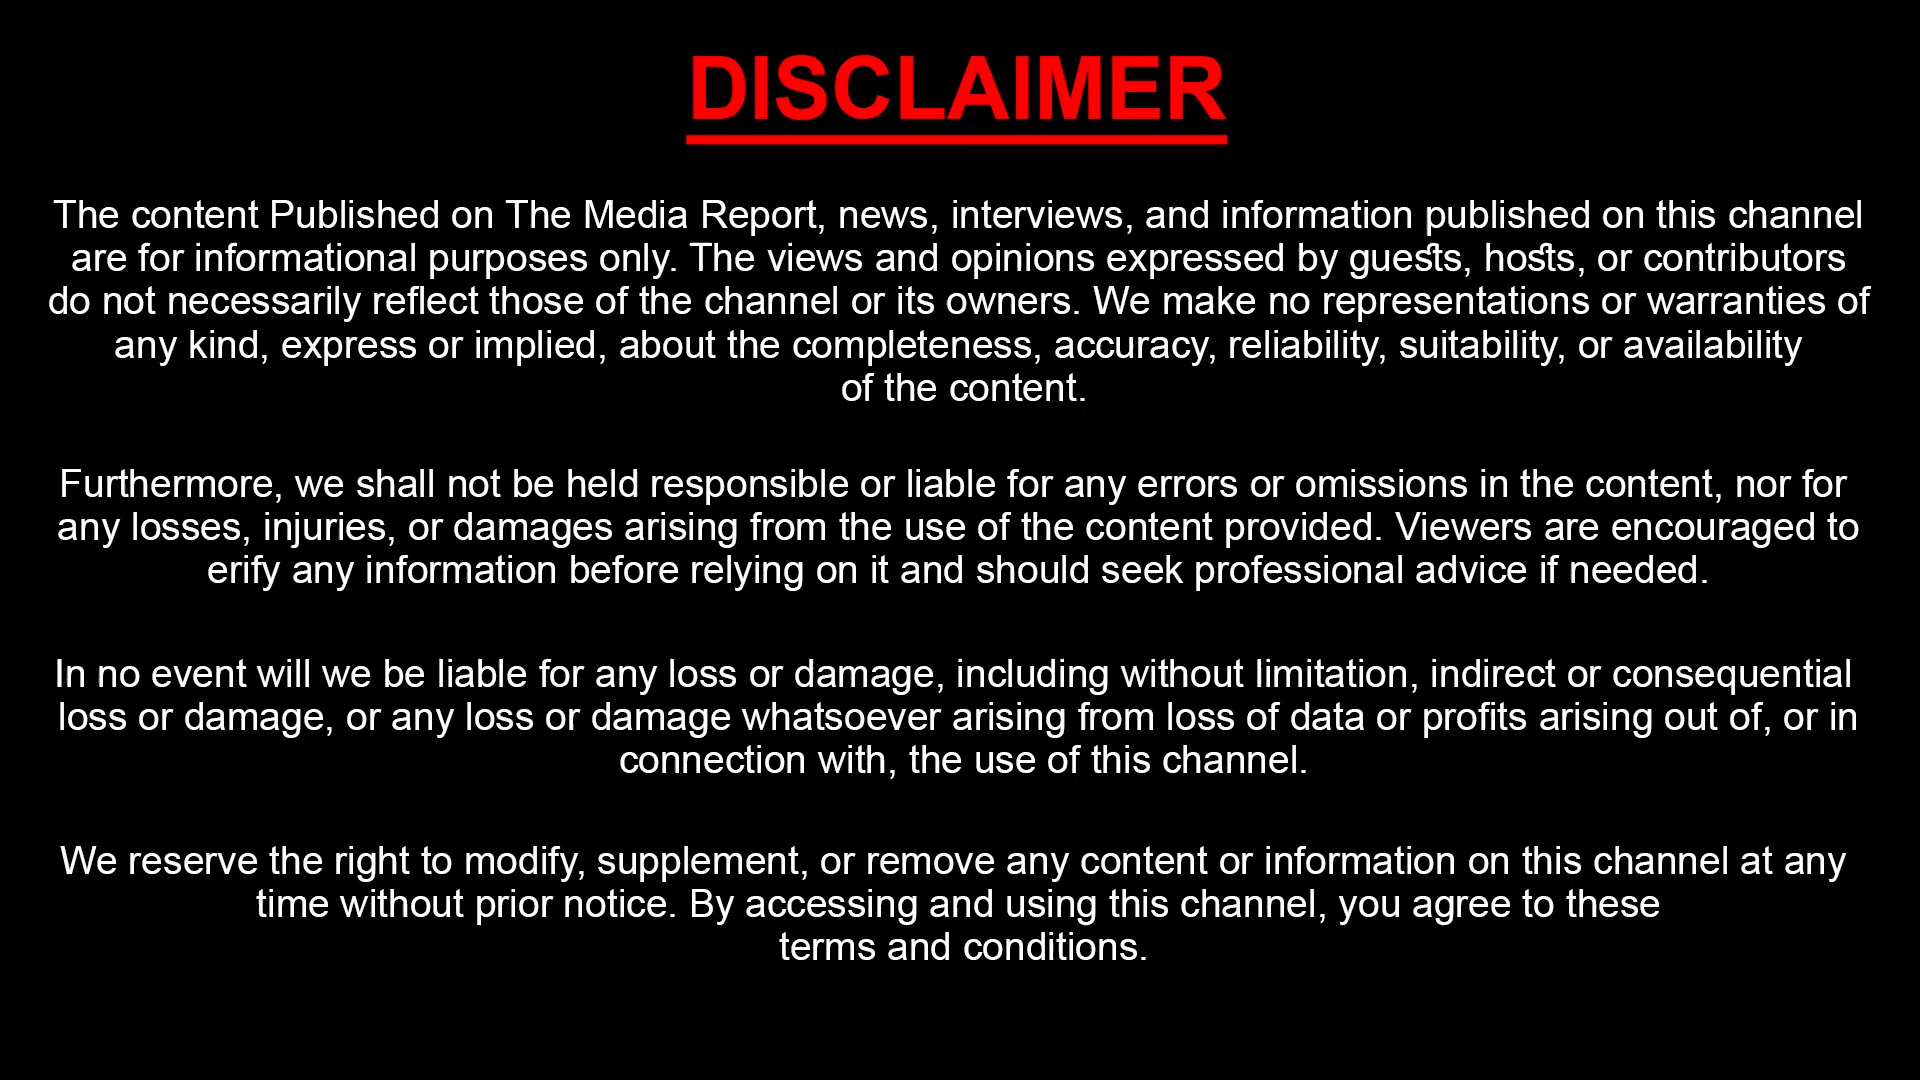 DISCLAIMER
The content Published on The Media Report, news, interviews, and information published on this channel
are for informational purposes only. The views and opinions expressed by guests, hosts, or contributors
do not necessarily reflect those of the channel or its owners. We make no representations or warranties of
any kind, express or implied, about the completeness, accuracy, reliability, suitability, or availability
of the content.
Furthermore, we shall not be held responsible or liable for any errors or omissions in the content, nor for
any losses, injuries, or damages arising from the use of the content provided. Viewers are encouraged to
erify any information before relying on it and should seek professional advice if needed.
In no event will we be liable for any loss or damage, including without limitation, indirect or consequential
loss or damage, or any loss or damage whatsoever arising from loss of data or profits arising out of, or in
connection with, the use of this channel.
We reserve the right to modify, supplement, or remove any content or information on this channel at any
time without prior notice. By accessing and using this channel, you agree to these
terms and conditions.